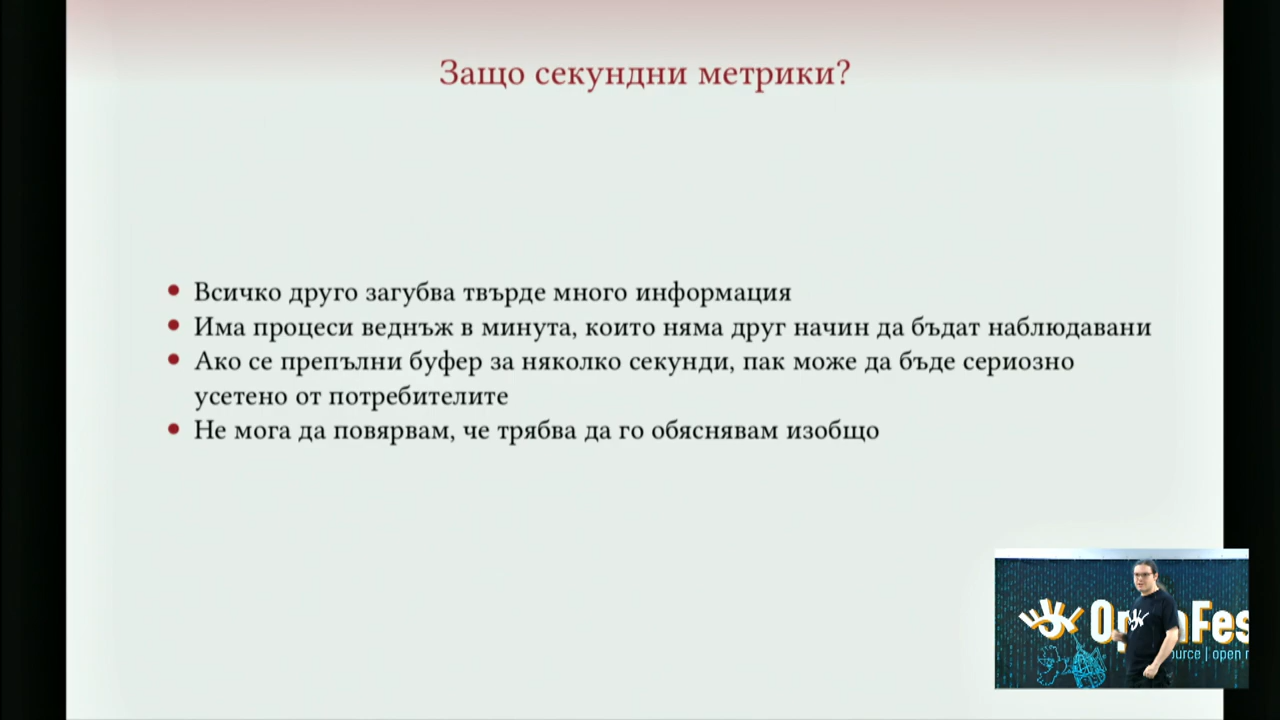 Защо секундни метрики?
Всичко друго загубва твърде много информация
Има процеси веднъж в минута, които няма друг начин да бъдат наблюдавани
Ако се препълни буфер за няколко секунди, пак може да бъде сериозно
усетено от потребителите
Не мога да повярвам, че трябва да го обяснявам изобщо